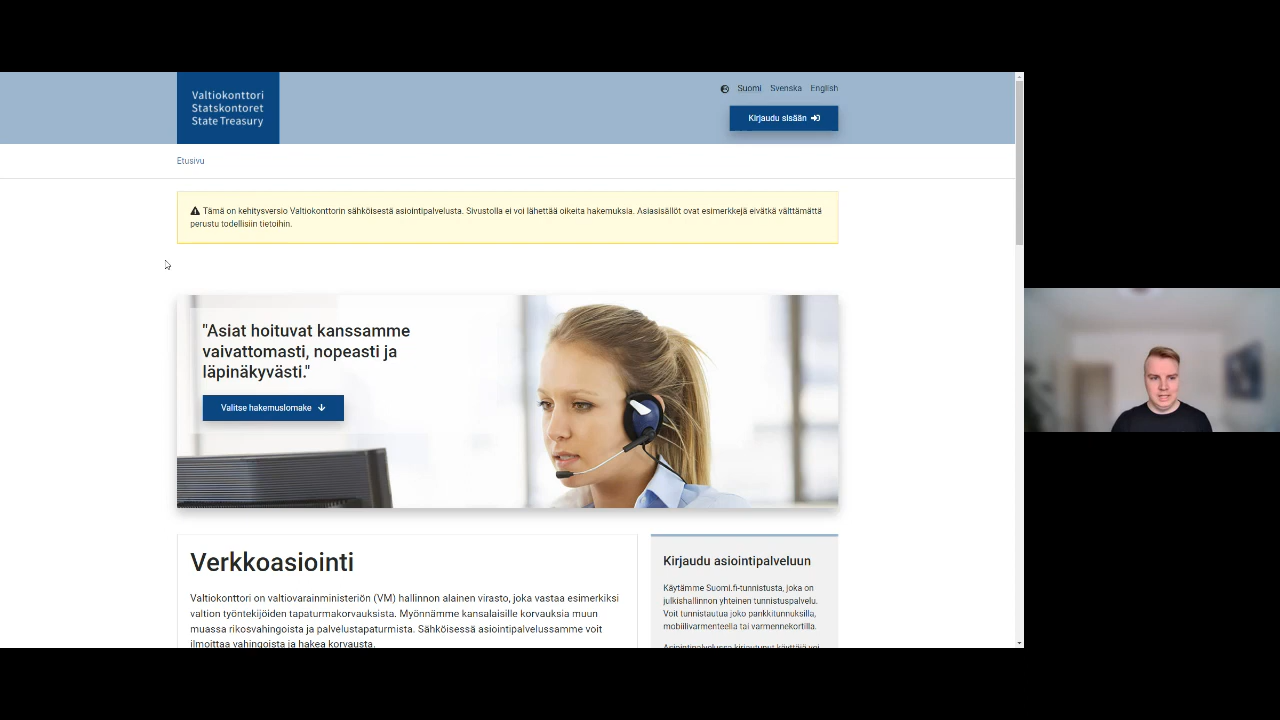 Valtiokonttori
Statskontoret
State Treasury
Suomi Svenska English
Kirjaudu sisään
Etusivu
Tämä on kehitysversio Valtiokonttorin sähköisestä asiointipalvelusta. Sivustolla ei voi lähettää oikeita hakemuksia. Asiasisällöt ovat esimerkkejä eivätkä välttämättä
perustu todellisiin tietoihin.
"Asiat hoituvat kanssamme
vaivattomasti, nopeasti ja
läpinäkyvästi."
Valitse hakemuslomake
Verkkoasiointi
Valtiokonttori on valtiovarainministeriön (VM) hallinnon alainen virasto, joka vastaa esimerkiksi
valtion työntekijöiden tapaturmakorvauksista. Myönnämme kansalaisille korvauksia muun
muassa rikosvahingoista ja palvelustapaturmista. Sähköisessä asiointipalvelussamme voit
ilmoittaa vahingoista ja hakea korvausta.
Kirjaudu asiointipalveluun
Käytämme Suomi.fi-tunnistusta, joka on
julkishallinnon yhteinen tunnistuspalvelu.
Voit tunnistautua joko pankkitunnuksilla,
mobiilivarmenteella tai varmennekortilla.
Asiointipalvelussa kirjautunut käyttäjä voi